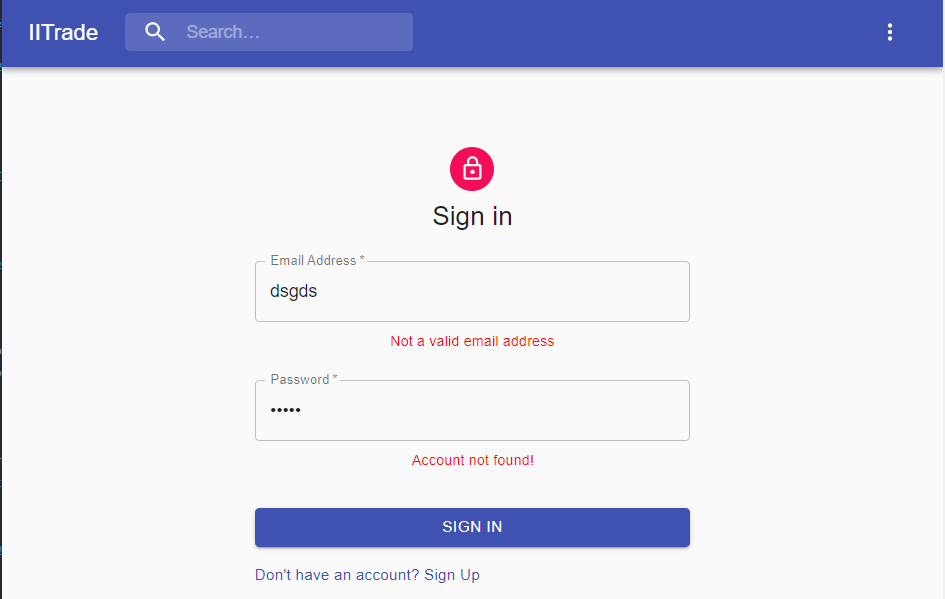 IITrade
Search...
Sign in
Email Address *
dsgds
Not a valid email address
Password *
•••••
Account not found!
SIGN IN
Don't have an account? Sign Up